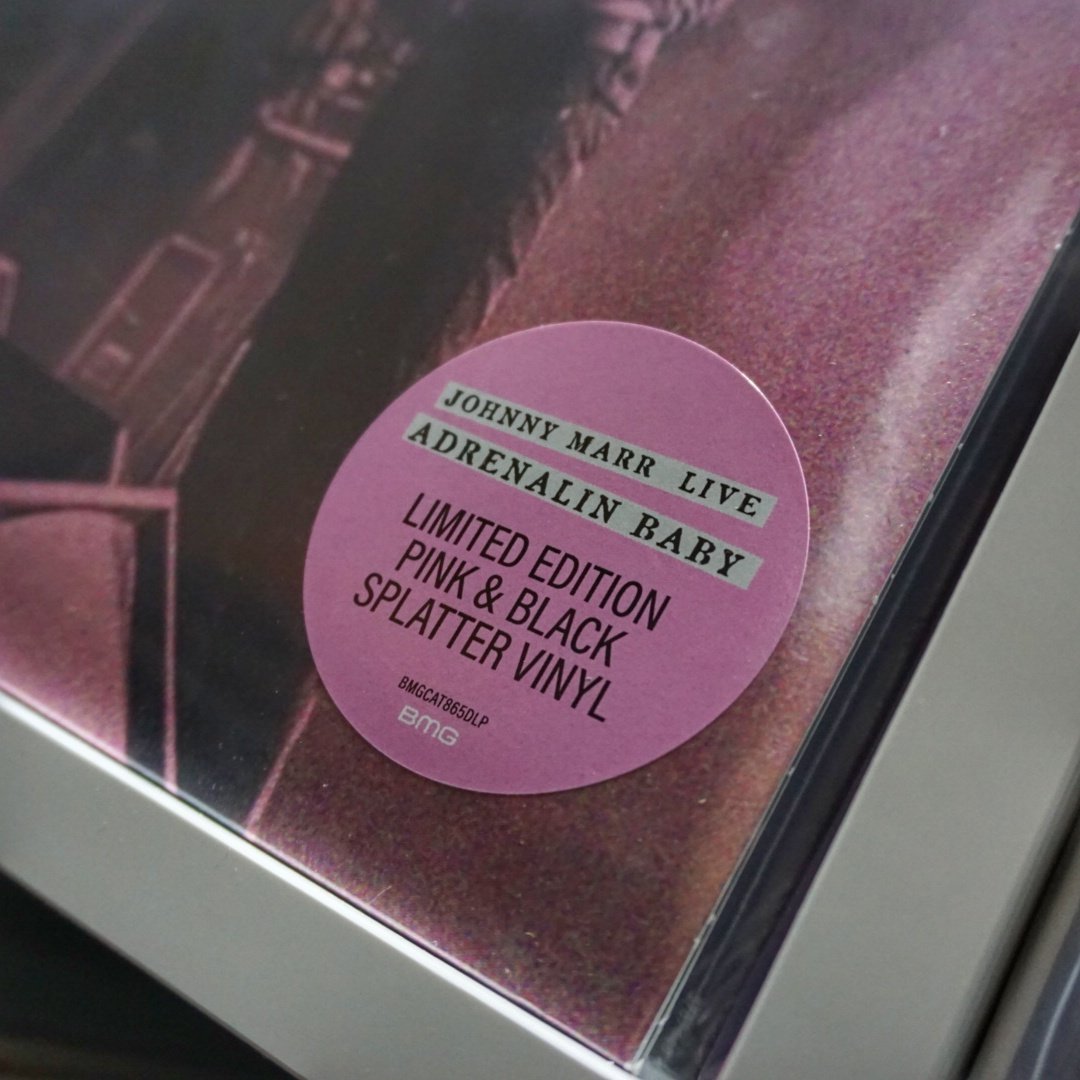 JOHNNY MARR LIVE
ADRENALIN BABY
LIMITED EDITION
PINK & BLACK
SPLATTER VINYL
BMGCAT865DLP
BMG